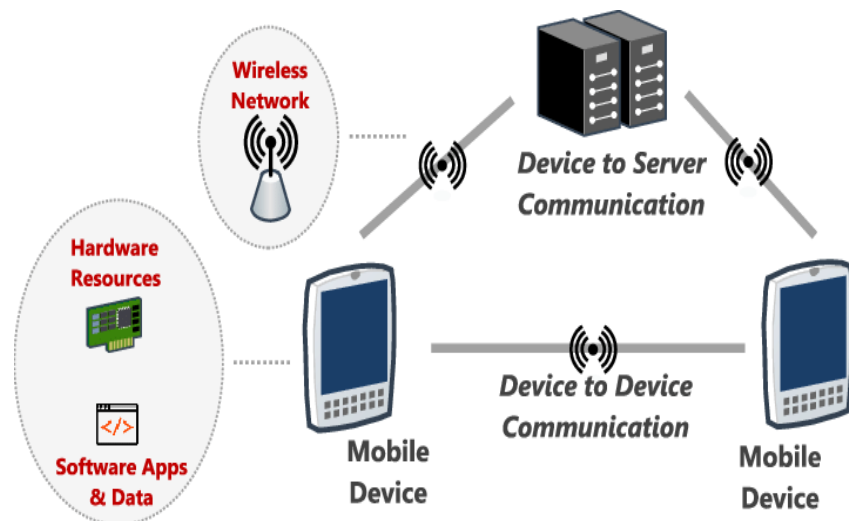 Wireless
Network
Device to Server
Communication
Hardware
Resources
</>
Software Apps
& Data
Device to Device
Communication
Mobile
Device
Mobile
Device